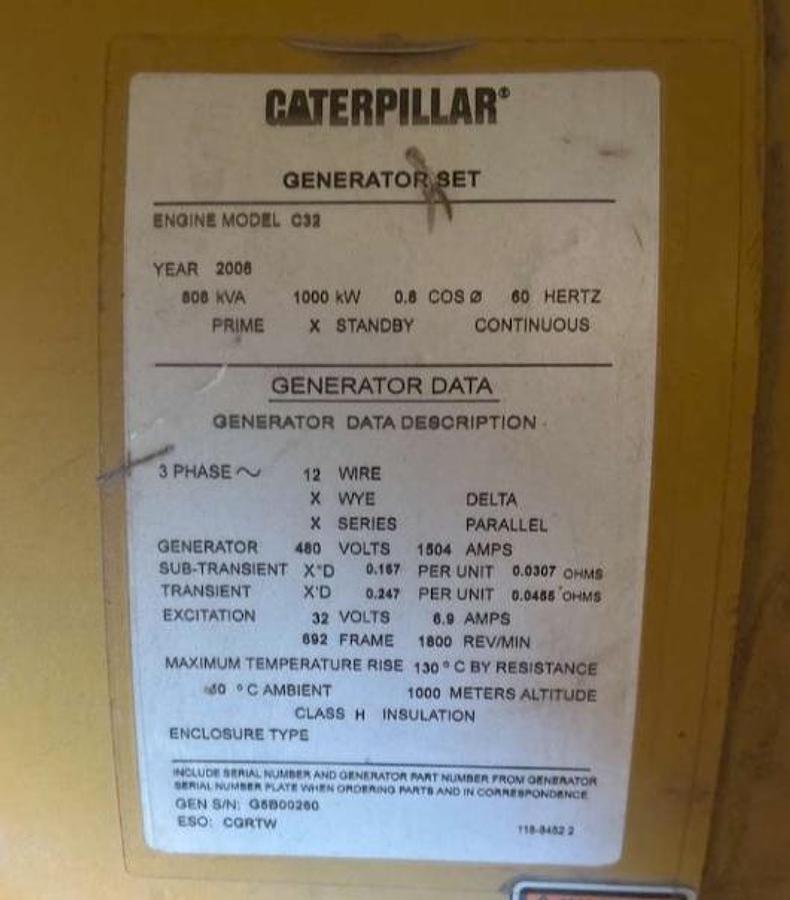 CATERPILLAR®
GENERATOR SET
ENGINE MODEL C32
YEAR 2006
kVA 1000 kW 0.8 COS Ø 60 HERTZ
PRIME X STANDBY CONTINUOUS
GENERATOR DATA
GENERATOR DATA DESCRIPTION
3 PHASE ~ 12 WIRE
X WYE DELTA
X SERIES PARALLEL
GENERATOR 480 VOLTS 1504 AMPS
SUB-TRANSIENT X"D 0.167 PER UNIT 0.0307 OHMS
TRANSIENT X'D 0.247 PER UNIT 0.0455 OHMS
EXCITATION 32 VOLTS 6.9 AMPS
692 FRAME 1800 REV/MIN
MAXIMUM TEMPERATURE RISE 130 ° C BY RESISTANCE
° C AMBIENT 1000 METERS ALTITUDE
CLASS H INSULATION
ENCLOSURE TYPE
INCLUDE SERIAL NUMBER AND GENERATOR PART NUMBER FROM GENERATOR
SERIAL NUMBER PLATE WHEN ORDERING PARTS AND IN CORRESPONDENCE
GEN S/N: G6B00260
ESO: CGRTW